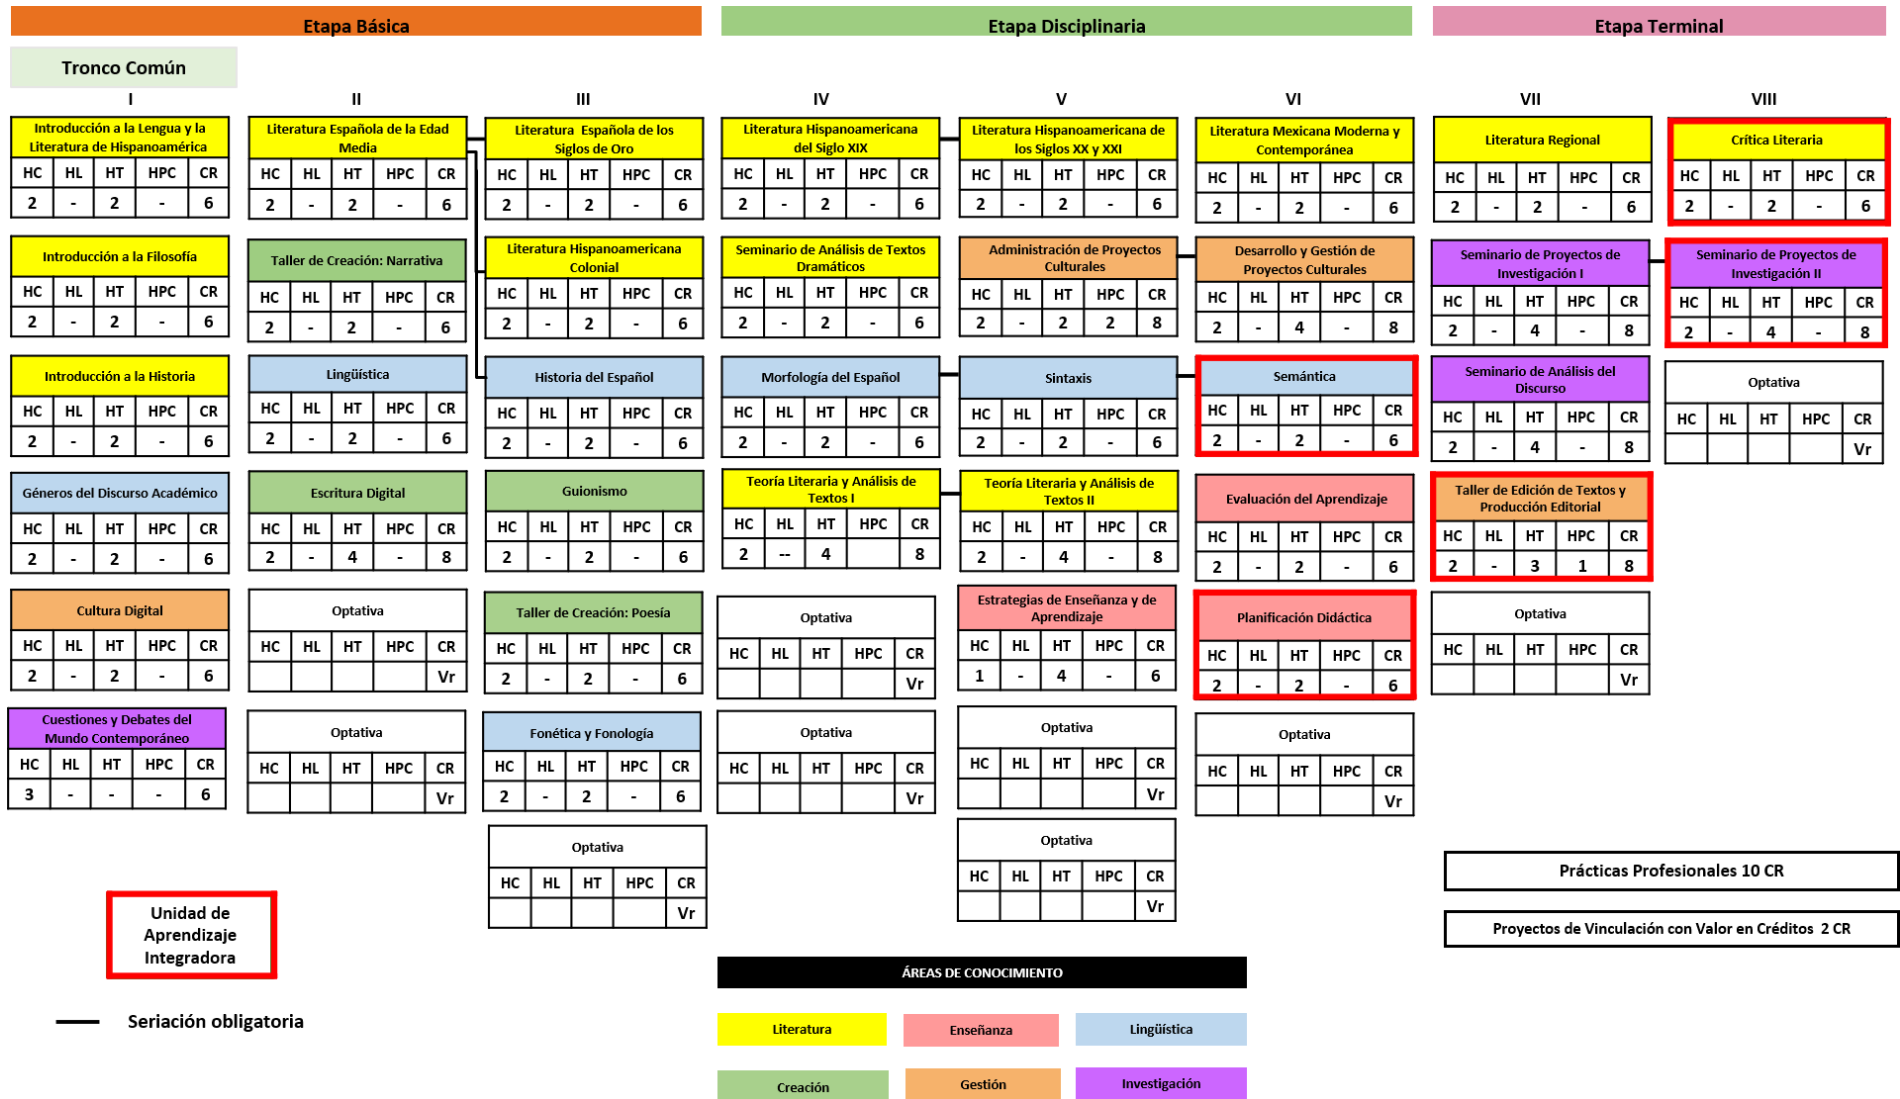 Etapa Básica
Etapa Disciplinaria
Etapa Terminal
Tronco Común
I
Introducción a la Lengua y la
Literatura de Hispanoamérica
HC HL HT HPC CR
2 - 2 - 6
Introducción a la Filosofía
HC HL HT HPC CR
2 - 2 - 6
Introducción a la Historia
HC HL HT HPC CR
2 - 2 - 6
Géneros del Discurso Académico
HC HL HT HPC CR
2 - 2 - 6
Cultura Digital
HC HL HT HPC CR
2 - 2 - 6
Cuestiones y Debates del
Mundo Contemporáneo
HC HL HT HPC CR
3 - - - 6
II
Literatura Española de la Edad
Media
HC HL HT HPC CR
2 - 2 - 6
Taller de Creación: Narrativa
HC HL HT HPC CR
2 - 2 - 6
Lingüística
HC HL HT HPC CR
2 - 2 - 6
Escritura Digital
HC HL HT HPC CR
2 - 4 - 8
Optativa
HC HL HT HPC CR
Vr
Optativa
HC HL HT HPC CR
Vr
III
Literatura Española de los
Siglos de Oro
HC HL HT HPC CR
2 - 2 - 6
Literatura Hispanoamericana
Colonial
HC HL HT HPC CR
2 - 2 - 6
Historia del Español
HC HL HT HPC CR
2 - 2 - 6
Guionismo
HC HL HT HPC CR
2 - 2 - 6
Taller de Creación: Poesía
HC HL HT HPC CR
2 - 2 - 6
Fonética y Fonología
HC HL HT HPC CR
2 - 2 - 6
Optativa
HC HL HT HPC CR
Vr
IV
Literatura Hispanoamericana
del Siglo XIX
HC HL HT HPC CR
2 - 2 - 6
Seminario de Análisis de Textos
Dramáticos
HC HL HT HPC CR
2 - 2 - 6
Morfología del Español
HC HL HT HPC CR
2 - 2 - 6
Teoría Literaria y Análisis de
Textos I
HC HL HT HPC CR
2 -- 4 8
Optativa
HC HL HT HPC CR
Vr
Optativa
HC HL HT HPC CR
Vr
V
Literatura Hispanoamericana de
los Siglos XX y XXI
HC HL HT HPC CR
2 - 2 - 6
Administración de Proyectos
Culturales
HC HL HT HPC CR
2 - 2 2 8
Sintaxis
HC HL HT HPC CR
2 - 2 - 6
Teoría Literaria y Análisis de
Textos II
HC HL HT HPC CR
2 - 4 - 8
Estrategias de Enseñanza y de
Aprendizaje
HC HL HT HPC CR
1 - 4 - 6
Optativa
HC HL HT HPC CR
Vr
Optativa
HC HL HT HPC CR
Vr
VI
Literatura Mexicana Moderna y
Contemporánea
HC HL HT HPC CR
2 - 2 - 6
Desarrollo y Gestión de
Proyectos Culturales
HC HL HT HPC CR
2 - 4 - 8
Semántica
HC HL HT HPC CR
2 - 2 - 6
Evaluación del Aprendizaje
HC HL HT HPC CR
2 - 2 - 6
Planificación Didáctica
HC HL HT HPC CR
2 - 2 - 6
Optativa
HC HL HT HPC CR
Vr
VII
Literatura Regional
HC HL HT HPC CR
2 - 2 - 6
Seminario de Proyectos de
Investigación I
HC HL HT HPC CR
2 - 4 - 8
Seminario de Análisis del
Discurso
HC HL HT HPC CR
2 - 4 - 8
Taller de Edición de Textos y
Producción Editorial
HC HL HT HPC CR
2 - 3 1 8
Optativa
HC HL HT HPC CR
Vr
VIII
Crítica Literaria
HC HL HT HPC CR
2 - 2 - 6
Seminario de Proyectos de
Investigación II
HC HL HT HPC CR
2 - 4 - 8
Optativa
HC HL HT HPC CR
Vr
Prácticas Profesionales 10 CR
Proyectos de Vinculación con Valor en Créditos 2 CR
Unidad de
Aprendizaje
Integradora
Seriación obligatoria
ÁREAS DE CONOCIMIENTO
Literatura
Enseñanza
Lingüística
Creación
Gestión
Investigación